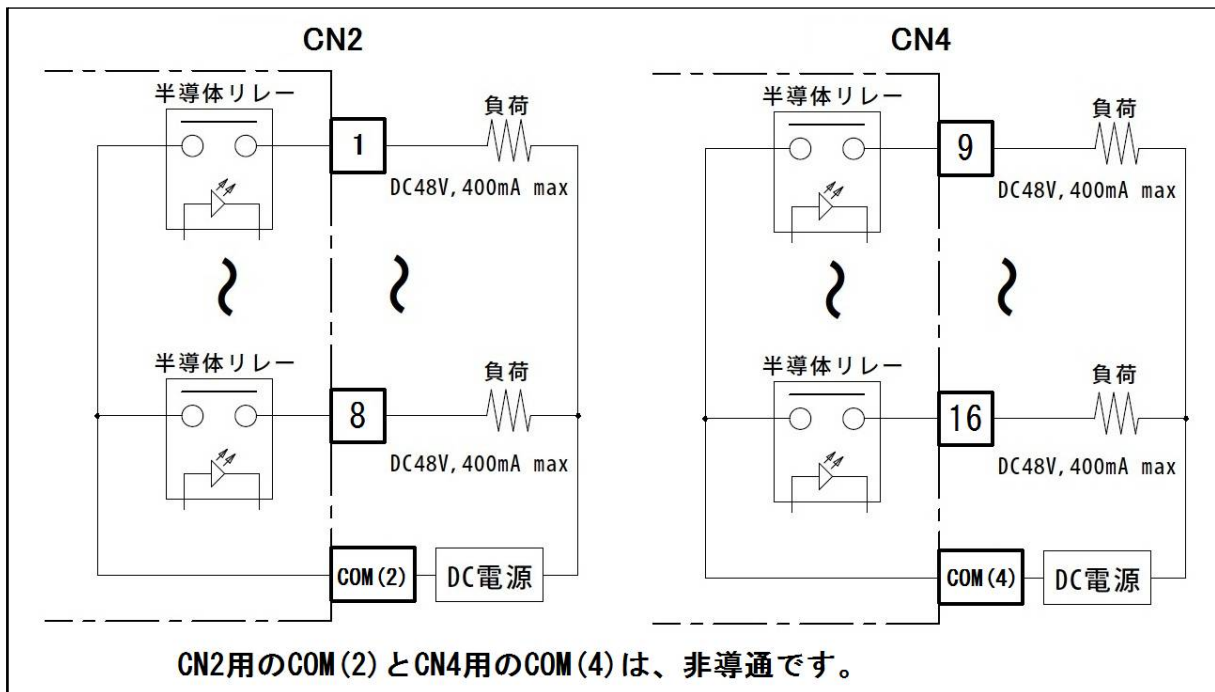 CN2
半導体リレー
1
負荷
DC48V,400mA max
半導体リレー
8
負荷
DC48V,400mA max
COM(2)
DC電源
CN4
半導体リレー
9
負荷
DC48V,400mA max
半導体リレー
16
負荷
DC48V,400mA max
COM(4)
DC電源
CN2用のCOM(2)とCN4用のCOM(4)は、非導通です。